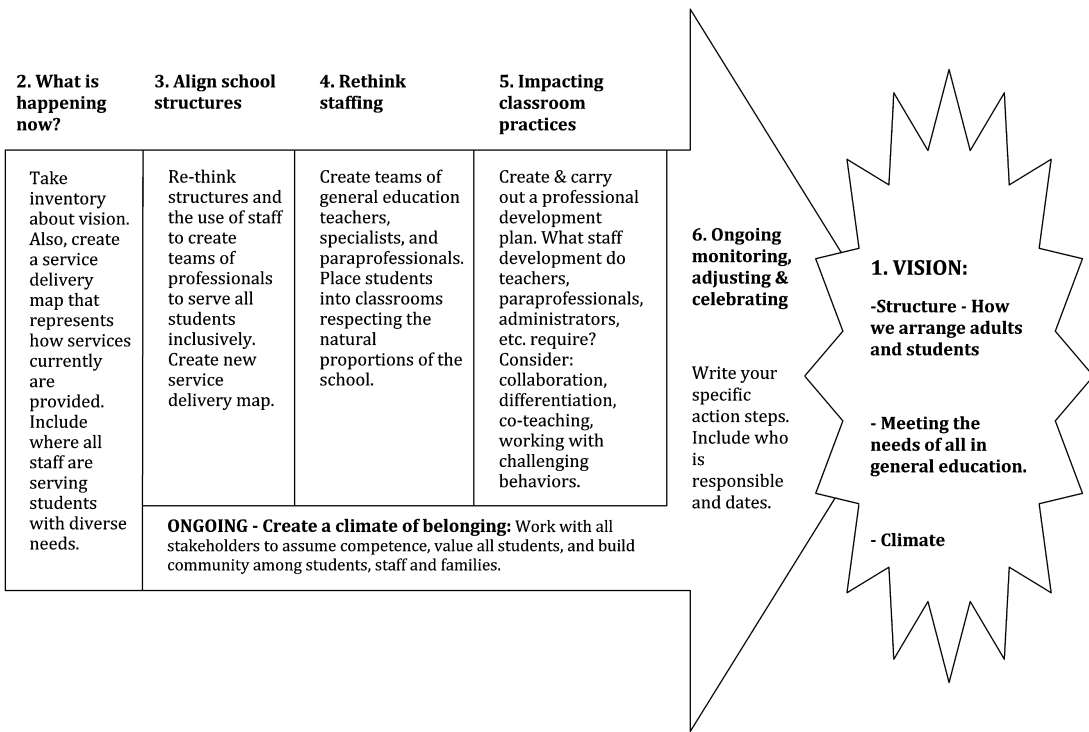 2. What is
happening
now?
Take
inventory
about vision.
Also, create
a service
delivery
map that
represents
how services
currently
are
provided.
Include
where all
staff are
serving
students
with diverse
needs.
3. Align school
structures
Re-think
structures and
the use of staff
to create
teams of
professionals
to serve all
students
inclusively.
Create new
service
delivery map.
4. Rethink
staffing
Create teams of
general education
teachers,
specialists, and
paraprofessionals.
Place students
into classrooms
respecting the
natural
proportions of the
school.
5. Impacting
classroom
practices
Create & carry
out a professional
development
plan. What staff
development do
teachers,
paraprofessionals,
administrators,
etc. require?
Consider:
collaboration,
differentiation,
co-teaching,
working with
challenging
behaviors.
ONGOING - Create a climate of belonging: Work with all
stakeholders to assume competence, value all students, and build
community among students, staff and families.
6. Ongoing
monitoring,
adjusting &
celebrating
Write your
specific
action steps.
Include who
is
responsible
and dates.
1. VISION:
-Structure - How
we arrange adults
and students
- Meeting the
needs of all in
general education.
- Climate